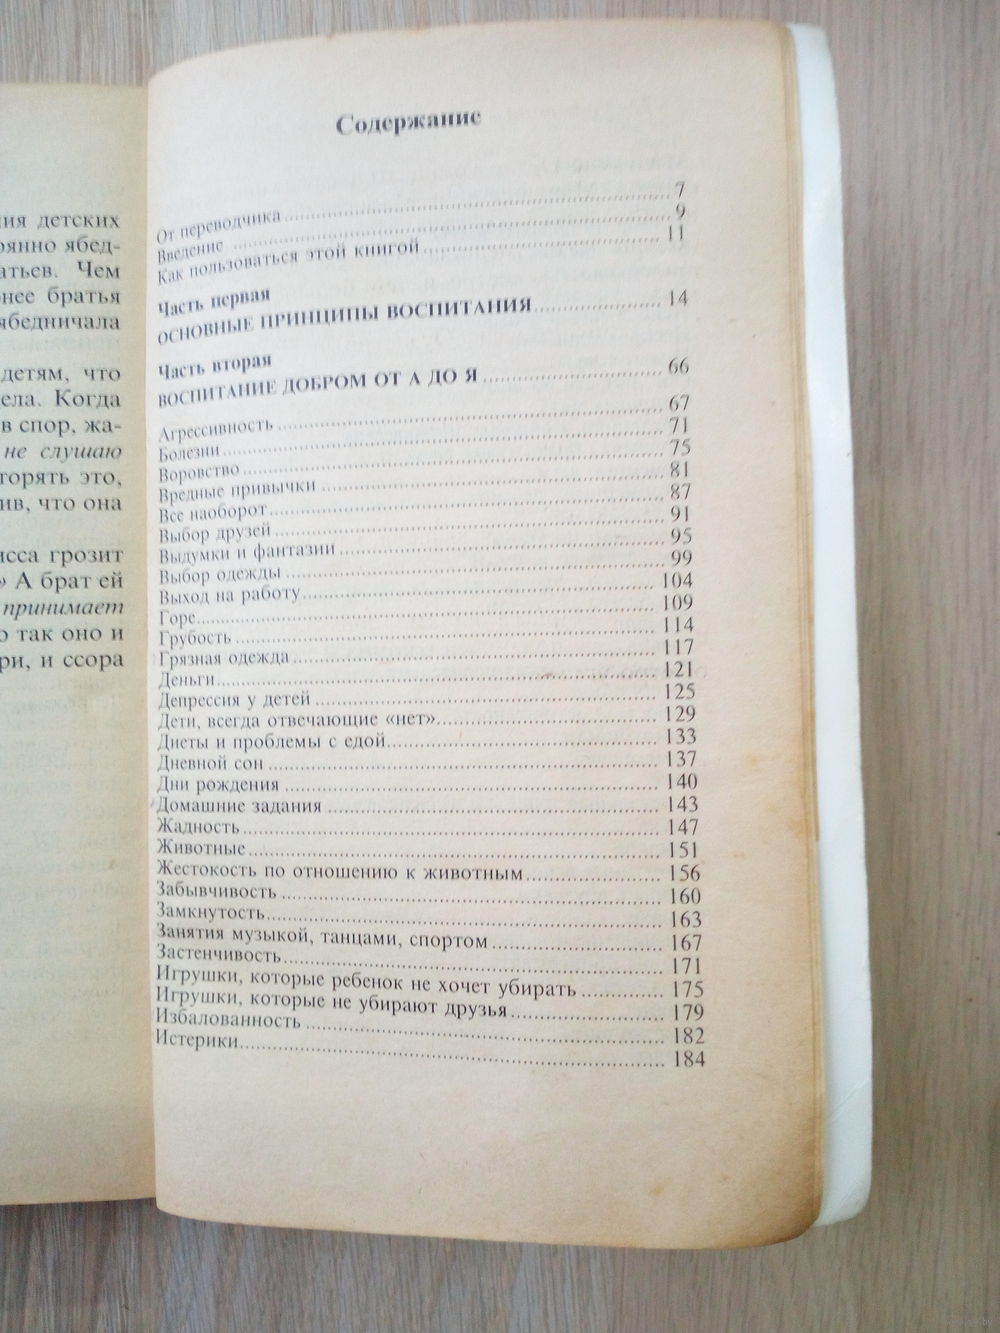 ния детских
оянно ябед-
атьев. Чем
нее братья
ябедничала
детям, что
ела. Когда
в спор, жа-
не слушаю
торять это,
ив, что она
исса грозит
» А брат ей
принимает
о так оно и
ри, и ссора
Содержание
От переводчика 7
Введение 9
Как пользоваться этой книгой 11
Часть первая
ОСНОВНЫЕ ПРИНЦИПЫ ВОСПИТАНИЯ 14
Часть вторая
ВОСПИТАНИЕ ДОБРОМ ОТ А ДО Я 66
Агрессивность 67
Болезни 71
Воровство 75
Вредные привычки 81
Все наоборот 87
Выбор друзей 91
Выдумки и фантазии 95
Выбор одежды 99
Выход на работу 104
Горе 109
Грубость 114
Грязная одежда 117
Деньги 121
Депрессия у детей 125
Дети, всегда отвечающие «нет» 129
Диеты и проблемы с едой 133
Дневной сон 137
Дни рождения 140
Домашние задания 143
Жадность 147
Животные 151
Жестокость по отношению к животным 156
Забывчивость 160
Замкнутость 163
Занятия музыкой, танцами, спортом 167
Застенчивость 171
Игрушки, которые ребенок не хочет убирать 175
Игрушки, которые не убирают друзья 179
Избалованность 182
Истерики 184